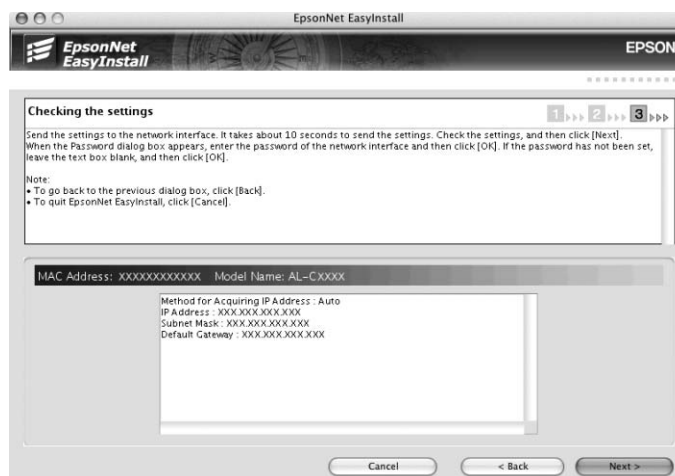 EpsonNet EasyInstall
EpsonNet
EasyInstall
EPSON
Checking the settings
1 2 3
Send the settings to the network interface. It takes about 10 seconds to send the settings. Check the settings, and then click [Next].
When the Password dialog box appears, enter the password of the network interface and then click [OK]. If the password has not been set,
leave the text box blank, and then click [OK].
Note:
• To go back to the previous dialog box, click [Back].
• To quit EpsonNet EasyInstall, click [Cancel].
MAC Address: XXXXXXXXXXXX Model Name: AL-CXXXX
Method for Acquiring IP Address : Auto
IP Address : XXX.XXX.XXX.XXX
Subnet Mask : XXX.XXX.XXX.XXX
Default Gateway : XXX.XXX.XXX.XXX
Cancel < Back Next >